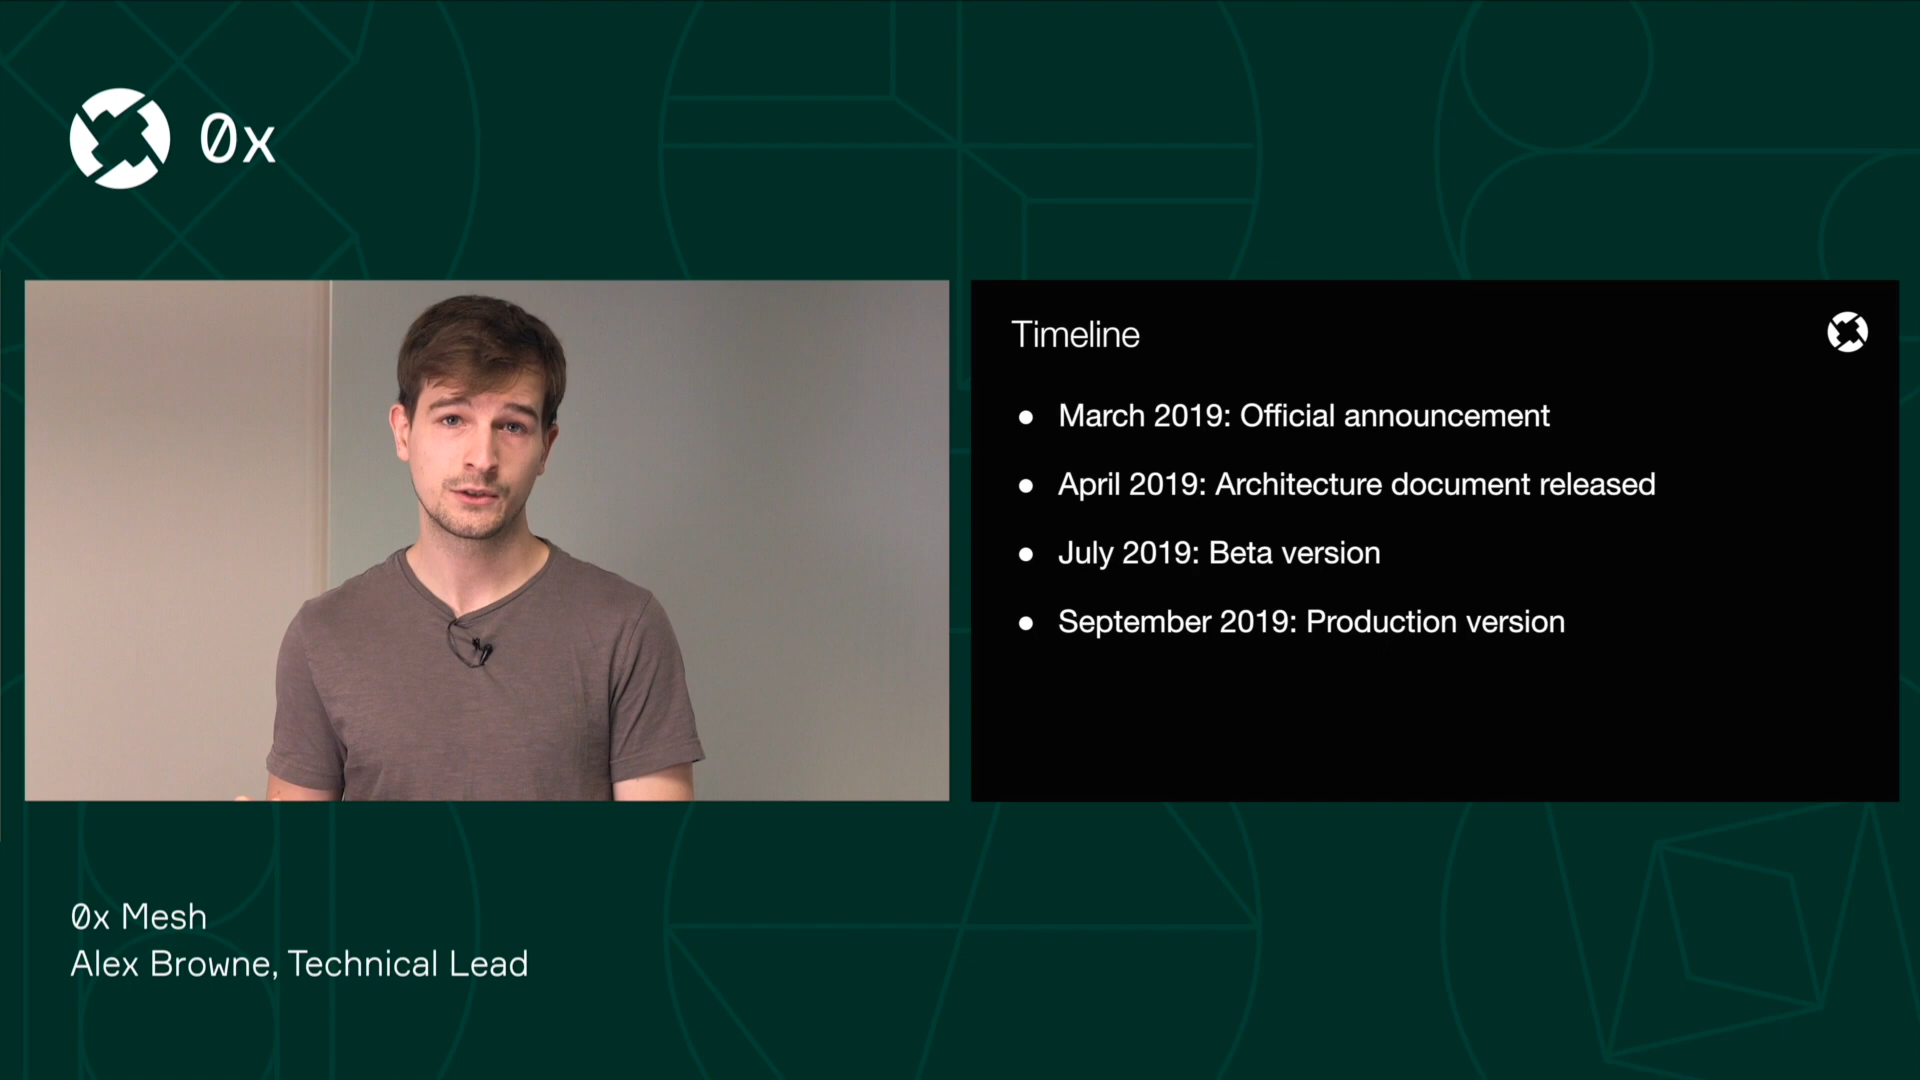 0x
Timeline
● March 2019: Official announcement
● April 2019: Architecture document released
● July 2019: Beta version
● September 2019: Production version
0x Mesh
Alex Browne, Technical Lead